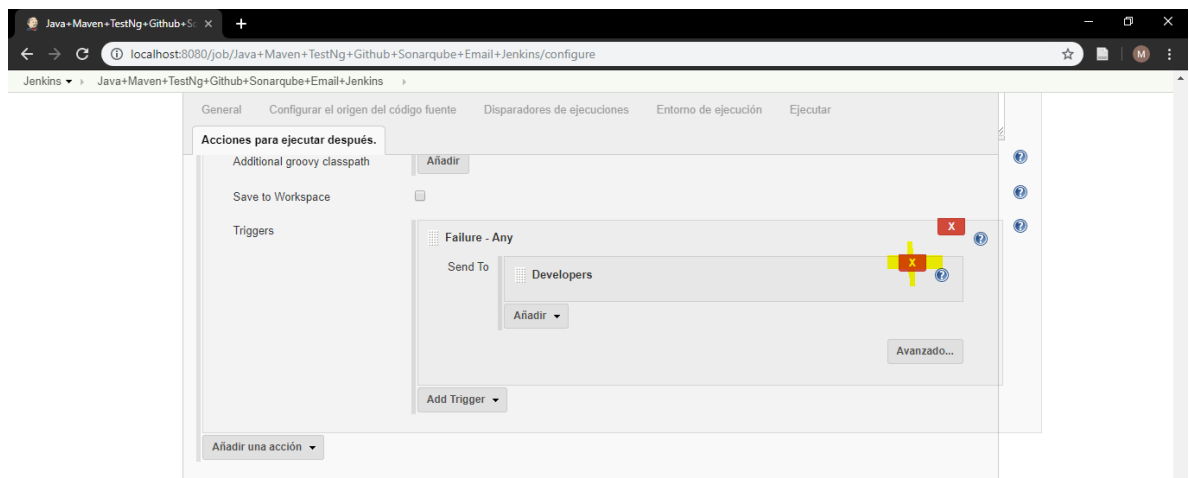 Java+Maven+TestNg+Github+S
localhost:8080/job/Java+Maven+TestNg+Github+Sonarqube+Email+Jenkins/configure
M
Jenkins Java+Maven+TestNg+Github+Sonarqube+Email+Jenkins
General Configurar el origen del código fuente Disparadores de ejecuciones Entorno de ejecución Ejecutar
Acciones para ejecutar después.
Additional groovy classpath Añadir
Save to Workspace
Triggers X
Failure - Any
Send To Developers X
Añadir
Avanzado...
Add Trigger
Añadir una acción